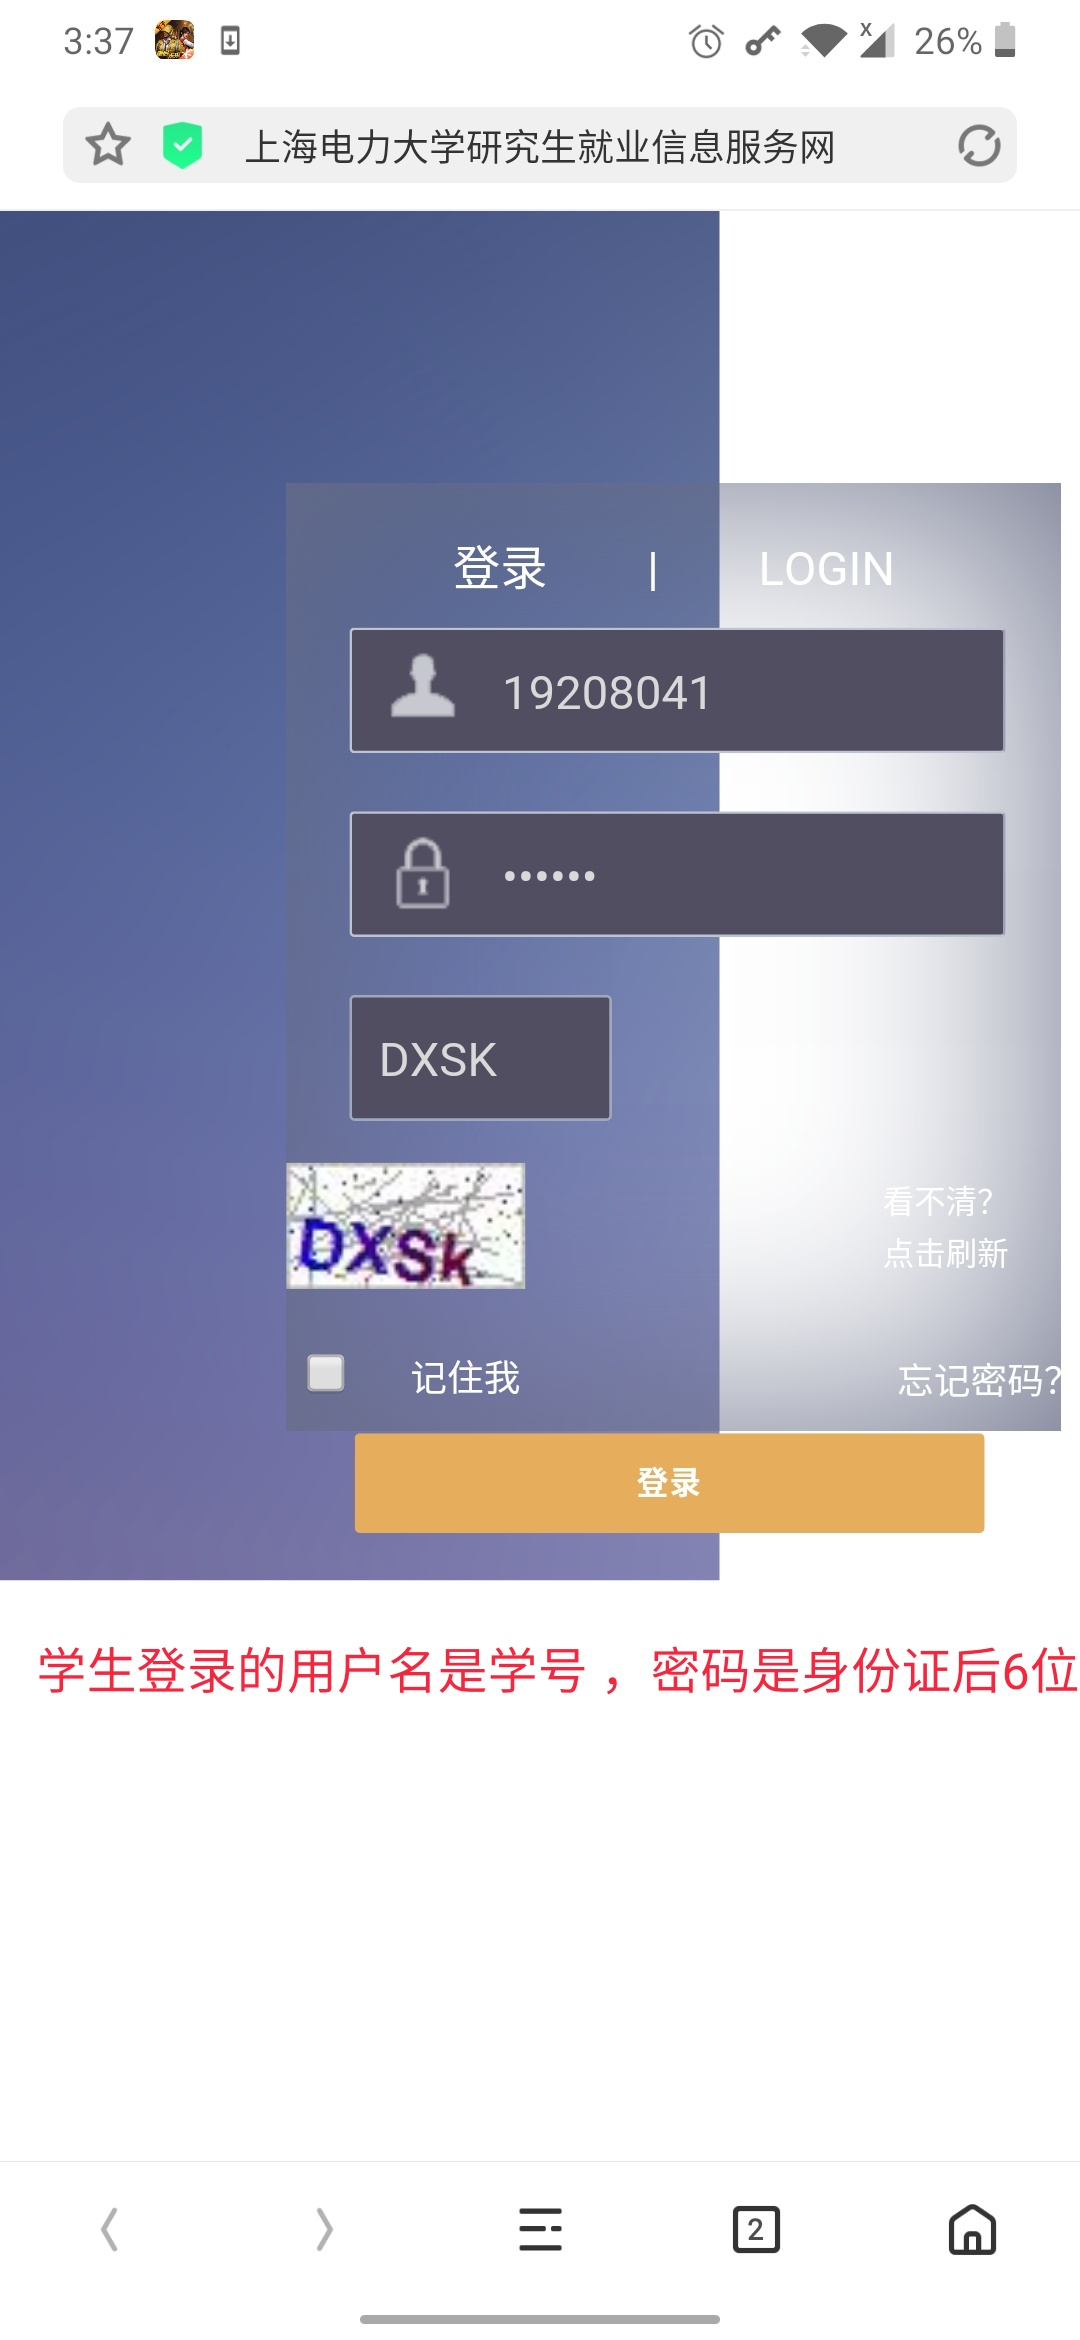 3:37
x
26%
上海电力大学研究生就业信息服务网
登录 | LOGIN
19208041
••••••
DXSK
DXSk
看不清?
点击刷新
记住我
忘记密码?
登录
学生登录的用户名是学号 ，密码是身份证后6位
2